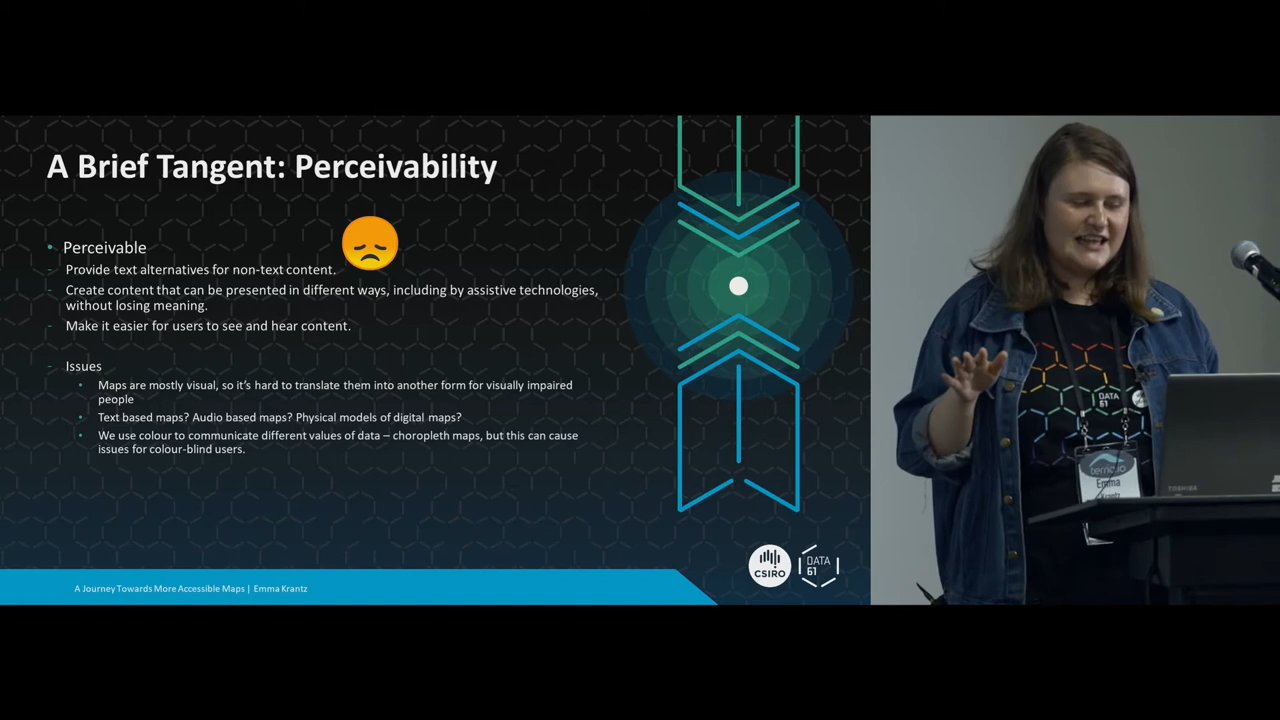 A Brief Tangent: Perceivability
• Perceivable
- Provide text alternatives for non-text content.
- Create content that can be presented in different ways, including by assistive technologies,
without losing meaning.
- Make it easier for users to see and hear content.
- Issues
• Maps are mostly visual, so it's hard to translate them into another form for visually impaired
people
• Text based maps? Audio based maps? Physical models of digital maps?
• We use colour to communicate different values of data – choropleth maps, but this can cause
issues for colour-blind users.
CSIRO
DATA
61
A Journey Towards More Accessible Maps | Emma Krantz
DATA
61
terria.io
Emma
Krantz
TOSHIBA